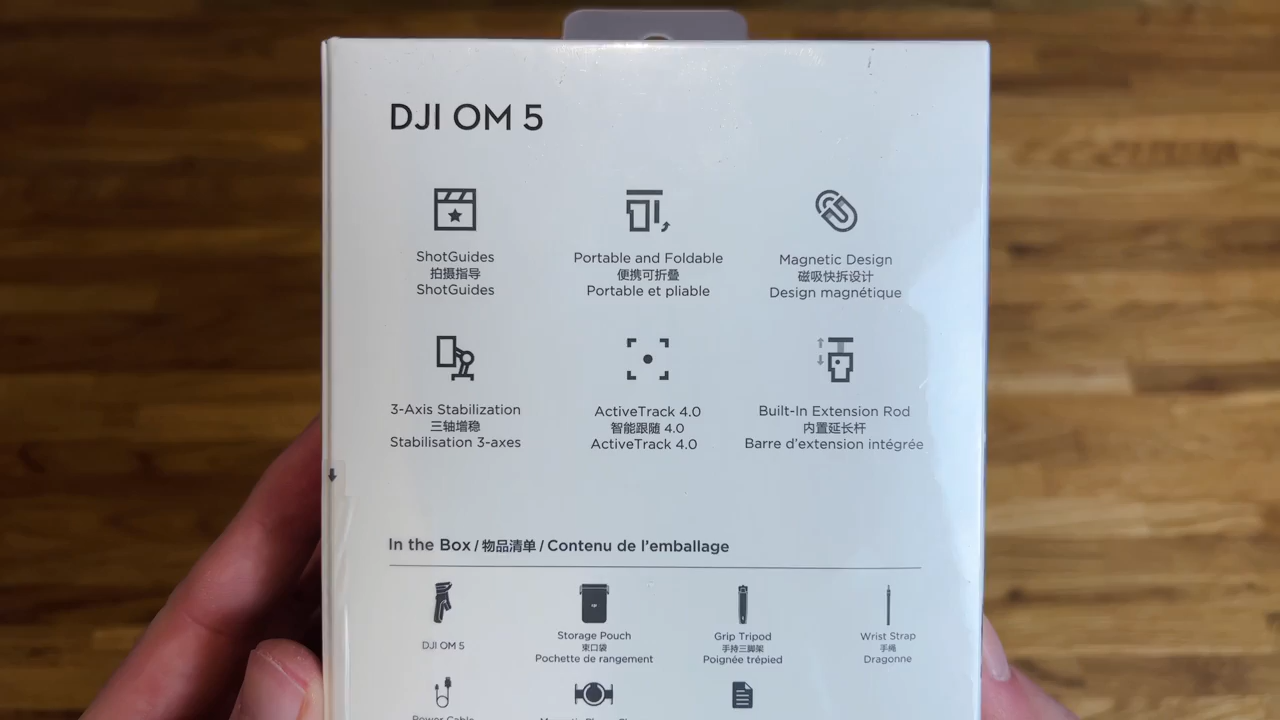 DJI OM 5
ShotGuides
拍摄指导
ShotGuides
Portable and Foldable
便携可折叠
Portable et pliable
Magnetic Design
磁吸快拆设计
Design magnétique
3-Axis Stabilization
三轴增稳
Stabilisation 3-axes
ActiveTrack 4.0
智能跟随 4.0
ActiveTrack 4.0
Built-In Extension Rod
内置延长杆
Barre d'extension intégrée
In the Box / 物品清单 / Contenu de l'emballage
DJI OM 5
Storage Pouch
束口袋
Pochette de rangement
Grip Tripod
手持三脚架
Poignée trépied
Wrist Strap
手绳
Dragonne
Power Cable